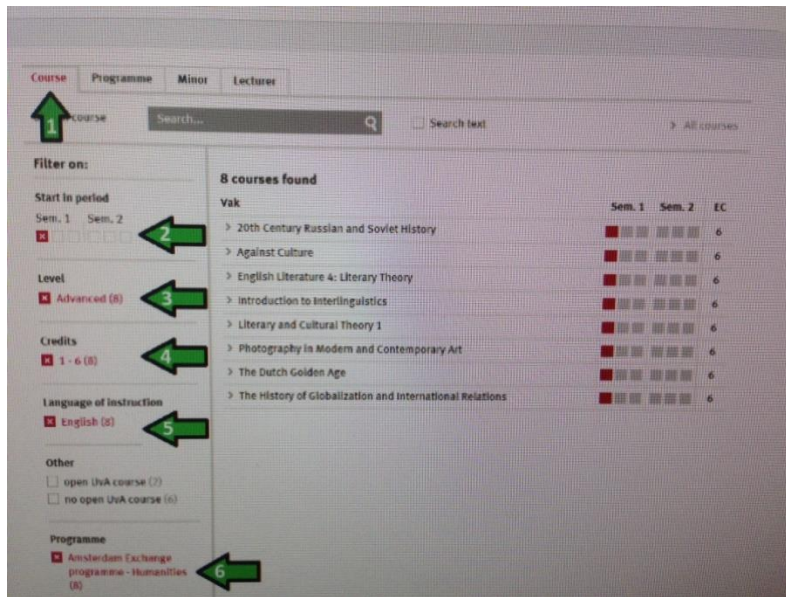 Course Programme Minor Lecturer
1 course Search... Search text > All courses
Filter on:
8 courses found
Start in period
Vak Sem. 1 Sem. 2 EC
Sem. 1 Sem. 2
2
> 20th Century Russian and Soviet History 6
> Against Culture 6
Level
> English Literature 4: Literary Theory 6
Advanced (8) 3
> Introduction to Interlinguistics 6
> Literary and Cultural Theory 1 6
Credits
> Photography in Modern and Contemporary Art 6
1 - 6 (8) 4
> The Dutch Golden Age 6
> The History of Globalization and International Relations 6
Language of instruction
English (8) 5
Other
open UvA course (2)
no open UvA course (6)
Programme
Amsterdam Exchange
programme - Humanities 6
(8)